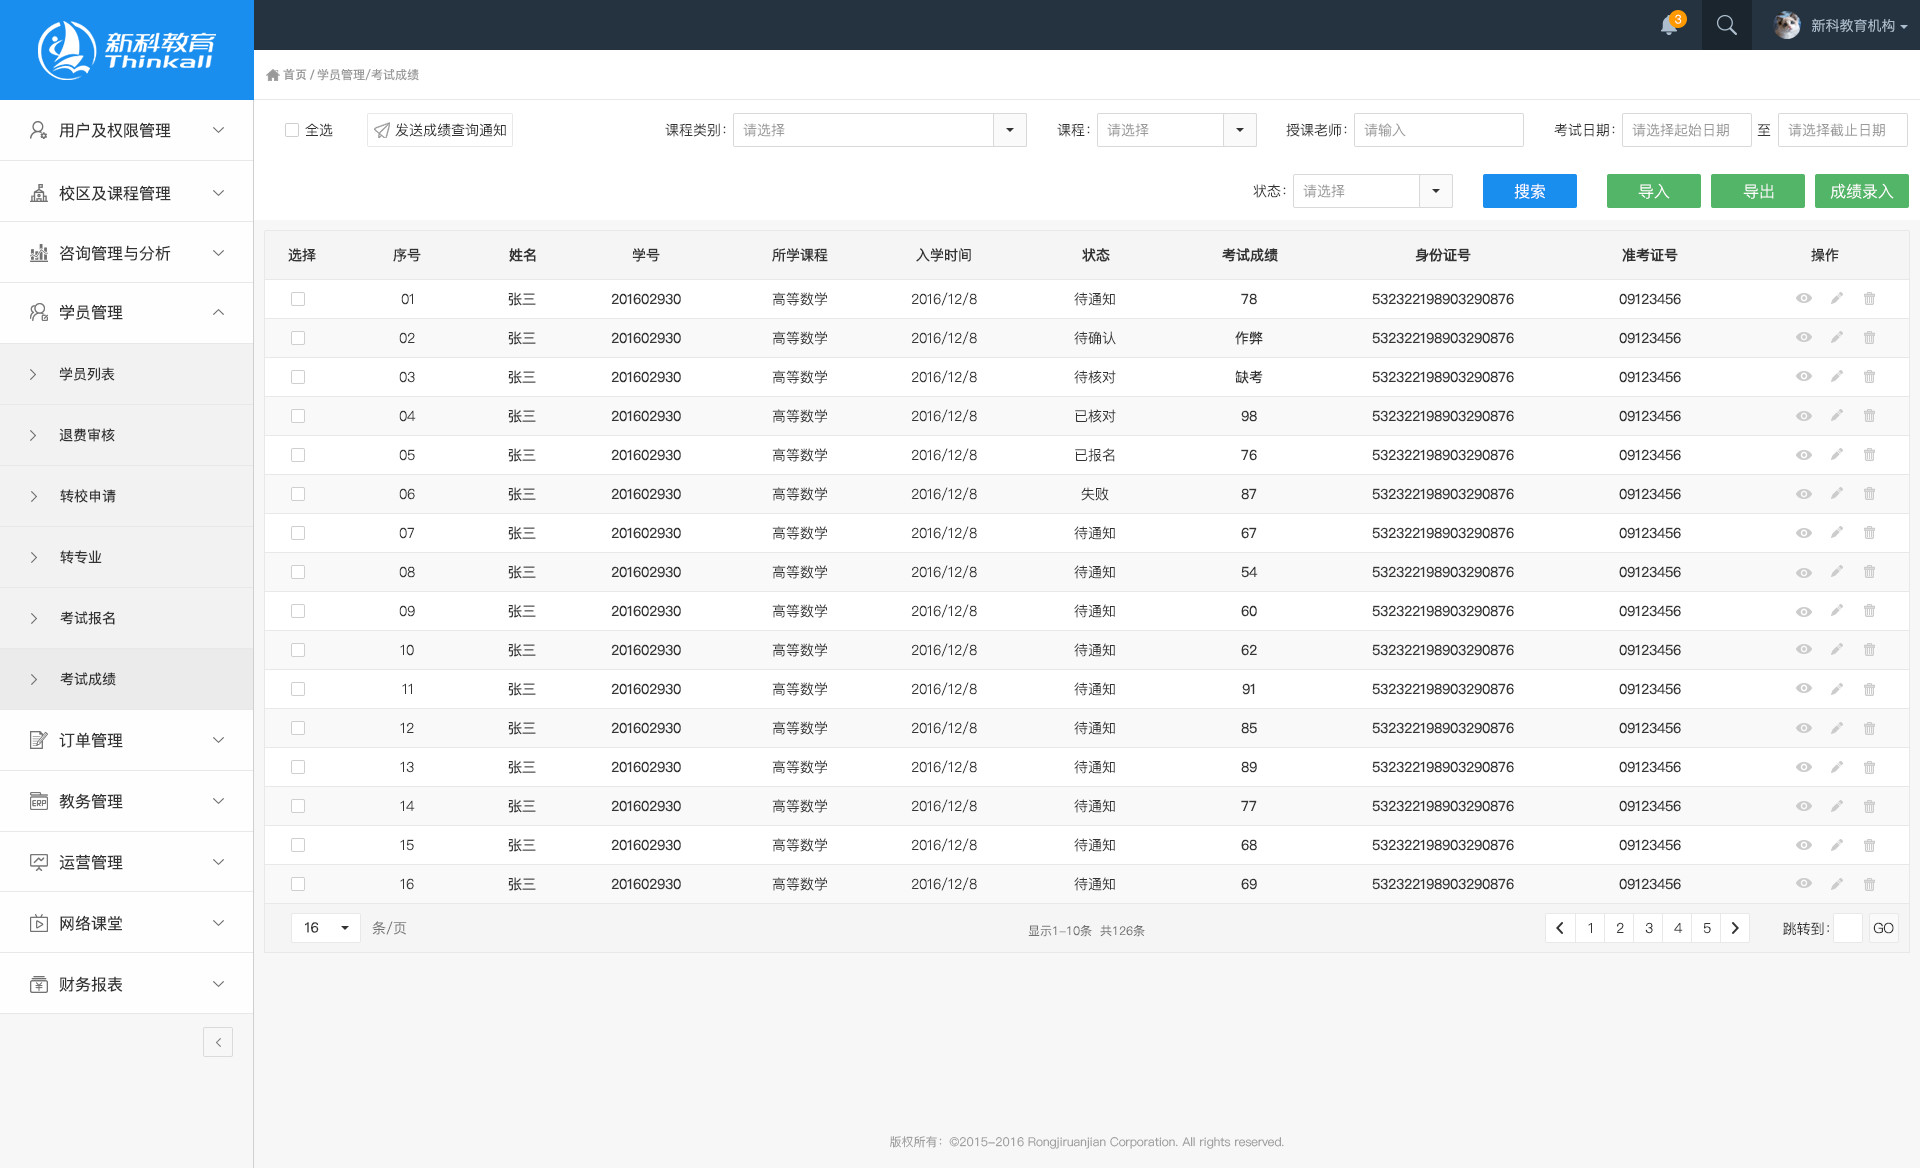 新科教育
Thinkall
3
新科教育机构
首页 / 学员管理/考试成绩
用户及权限管理
校区及课程管理
咨询管理与分析
学员管理
学员列表
退费审核
转校申请
转专业
考试报名
考试成绩
订单管理
ERP 教务管理
运营管理
网络课堂
财务报表
全选 发送成绩查询通知 课程类别: 请选择 课程: 请选择 授课老师: 请输入 考试日期: 请选择起始日期 至 请选择截止日期
状态: 请选择 搜索 导入 导出 成绩录入
选择 序号 姓名 学号 所学课程 入学时间 状态 考试成绩 身份证号 准考证号 操作
01 张三 201602930 高等数学 2016/12/8 待通知 78 532322198903290876 09123456
02 张三 201602930 高等数学 2016/12/8 待确认 作弊 532322198903290876 09123456
03 张三 201602930 高等数学 2016/12/8 待核对 缺考 532322198903290876 09123456
04 张三 201602930 高等数学 2016/12/8 已核对 98 532322198903290876 09123456
05 张三 201602930 高等数学 2016/12/8 已报名 76 532322198903290876 09123456
06 张三 201602930 高等数学 2016/12/8 失败 87 532322198903290876 09123456
07 张三 201602930 高等数学 2016/12/8 待通知 67 532322198903290876 09123456
08 张三 201602930 高等数学 2016/12/8 待通知 54 532322198903290876 09123456
09 张三 201602930 高等数学 2016/12/8 待通知 60 532322198903290876 09123456
10 张三 201602930 高等数学 2016/12/8 待通知 62 532322198903290876 09123456
11 张三 201602930 高等数学 2016/12/8 待通知 91 532322198903290876 09123456
12 张三 201602930 高等数学 2016/12/8 待通知 85 532322198903290876 09123456
13 张三 201602930 高等数学 2016/12/8 待通知 89 532322198903290876 09123456
14 张三 201602930 高等数学 2016/12/8 待通知 77 532322198903290876 09123456
15 张三 201602930 高等数学 2016/12/8 待通知 68 532322198903290876 09123456
16 张三 201602930 高等数学 2016/12/8 待通知 69 532322198903290876 09123456
16 条/页 显示1-10条 共126条 1 2 3 4 5 跳转到: GO
版权所有: ©2015-2016 Rongjiruanjian Corporation. All rights reserved.